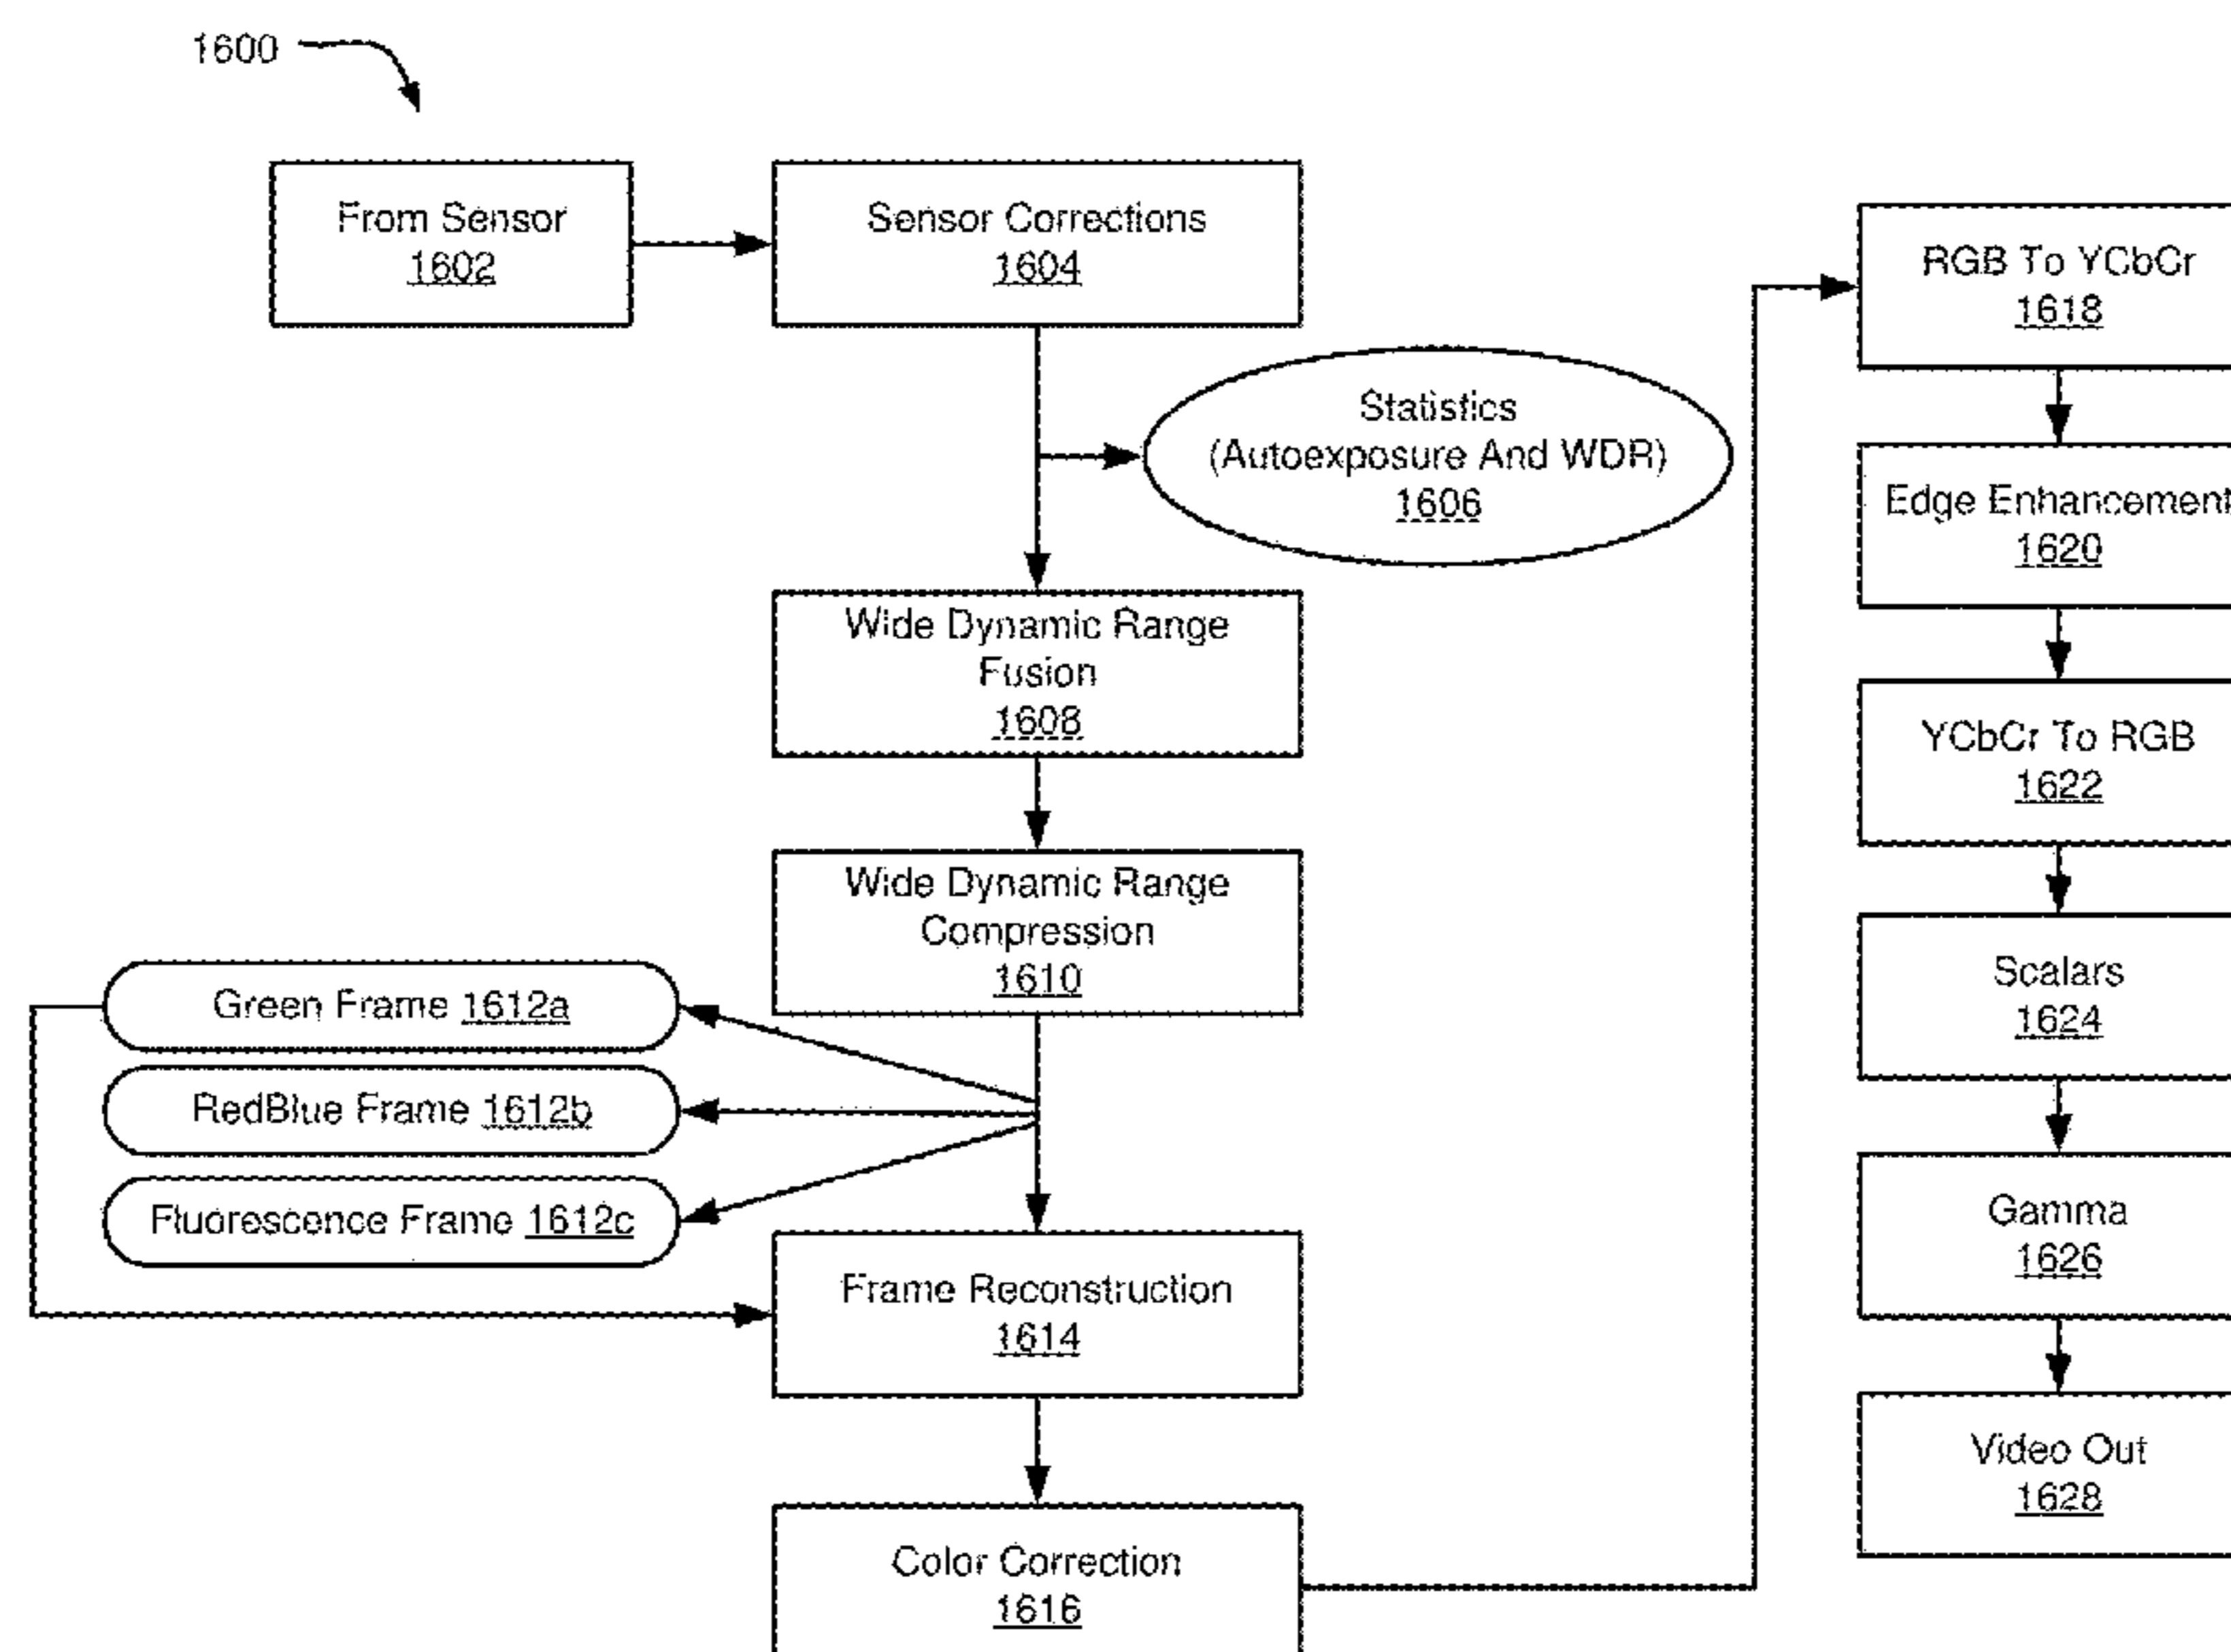 1600
From Sensor
1602
Sensor Corrections
1604
Statistics
(Autoexposure And WDR)
1606
Wide Dynamic Range
Fusion
1608
Wide Dynamic Range
Compression
1610
Green Frame 1612a
RedBlue Frame 1612b
Fluorescence Frame 1612c
Frame Reconstruction
1614
Color Correction
1616
RGB To YCbCr
1618
Edge Enhancement
1620
YCbCr To RGB
1622
Scalars
1624
Gamma
1626
Video Out
1628